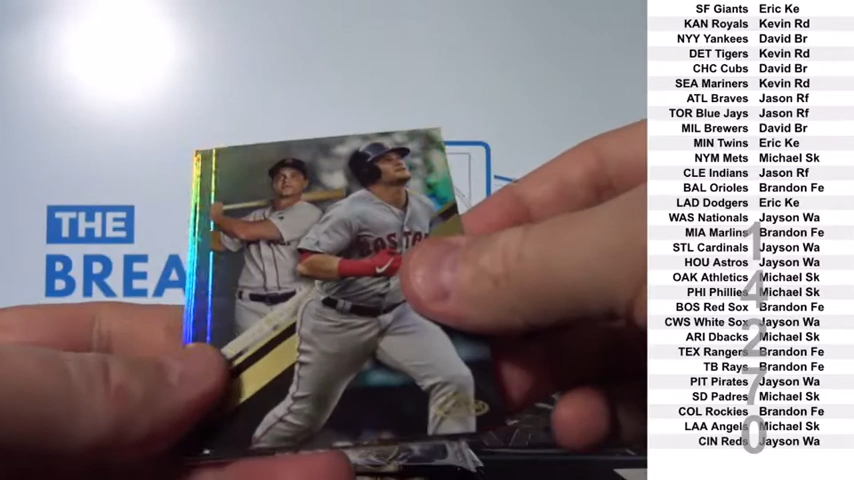 SF Giants Eric Ke
KAN Royals Kevin Rd
NYY Yankees David Br
DET Tigers Kevin Rd
CHC Cubs David Br
SEA Mariners Kevin Rd
ATL Braves Jason Rf
TOR Blue Jays Jason Rf
MIL Brewers David Br
MIN Twins Eric Ke
NYM Mets Michael Sk
CLE Indians Jason Rf
BAL Orioles Brandon Fe
LAD Dodgers Eric Ke
WAS Nationals Jayson Wa
MIA Marlins Brandon Fe
STL Cardinals Jayson Wa
HOU Astros Jayson Wa
OAK Athletics Michael Sk
PHI Phillies Michael Sk
BOS Red Sox Brandon Fe
CWS White Sox Jayson Wa
ARI Dbacks Michael Sk
TEX Rangers Brandon Fe
TB Rays Brandon Fe
PIT Pirates Jayson Wa
SD Padres Michael Sk
COL Rockies Brandon Fe
LAA Angels Michael Sk
CIN Reds Jayson Wa
1
4
2
7
0
THE
BREA
BOSTON